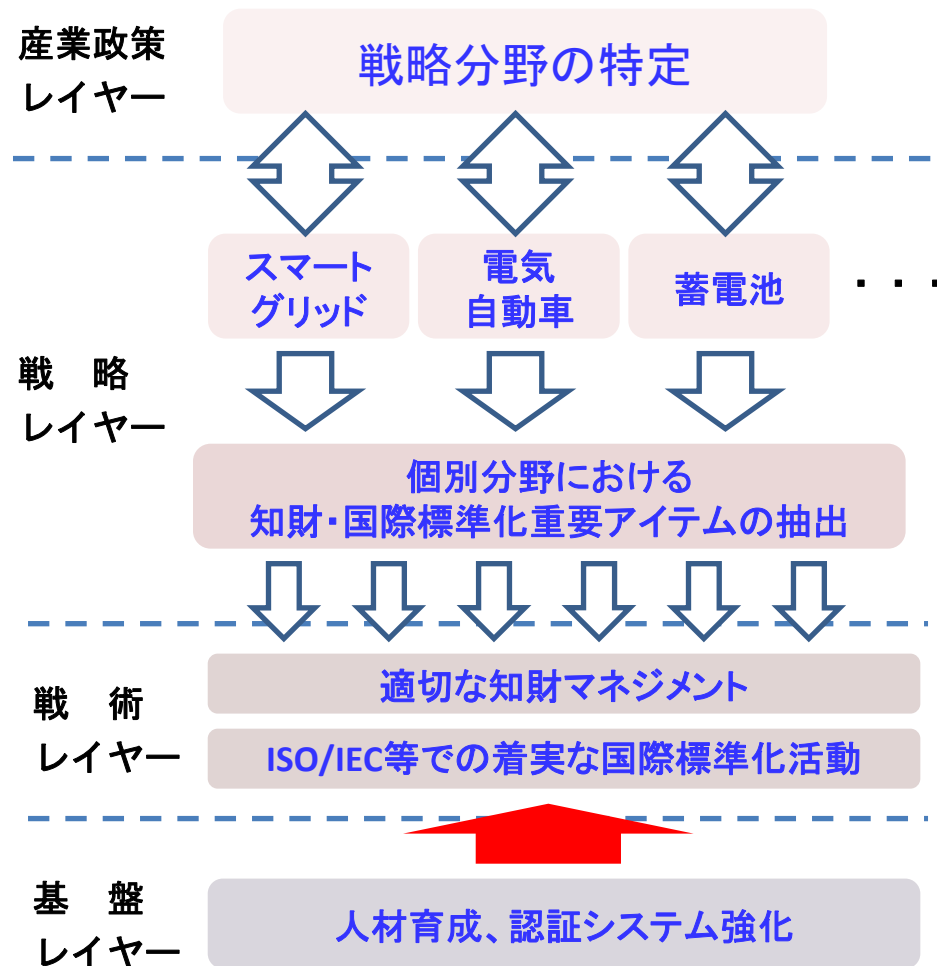 産業政策
レイヤー
戦略分野の特定
スマート
グリッド
電気
自動車
蓄電池
・・・
戦　略
レイヤー
個別分野における
知財・国際標準化重要アイテムの抽出
戦　術
レイヤー
適切な知財マネジメント
ISO/IEC等での着実な国際標準化活動
基　盤
レイヤー
人材育成、認証システム強化